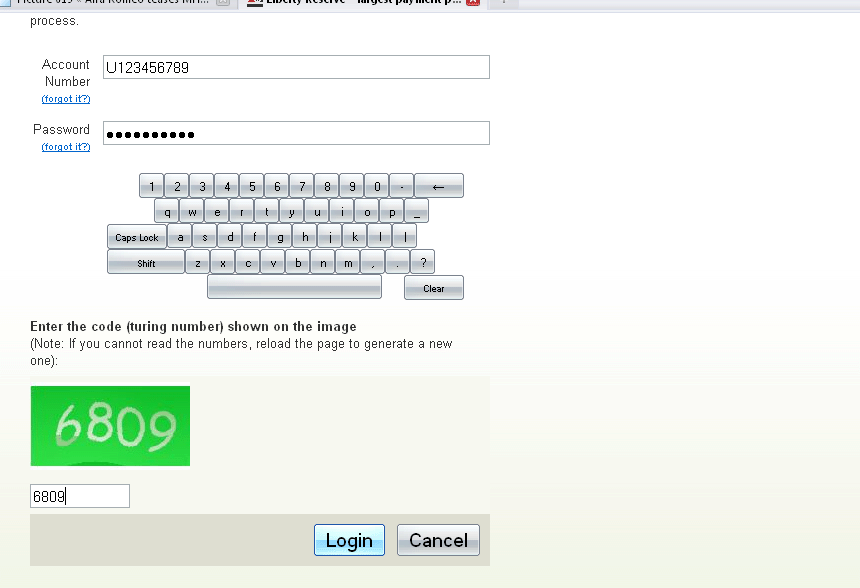 Picture 019 « Alfa Romeo teases MiT...
Liberty Reserve – largest payment p...
process.
Account
Number
U123456789
(forgot it?)
Password
●●●●●●●●●●
(forgot it?)
1 2 3 4 5 6 7 8 9 0 - ←
q w e r t y u i o p _
Caps Lock a s d f g h j k l |
Shift z x c v b n m , . ?
Clear
Enter the code (turing number) shown on the image
(Note: If you cannot read the numbers, reload the page to generate a new
one):
6809
6809
Login Cancel